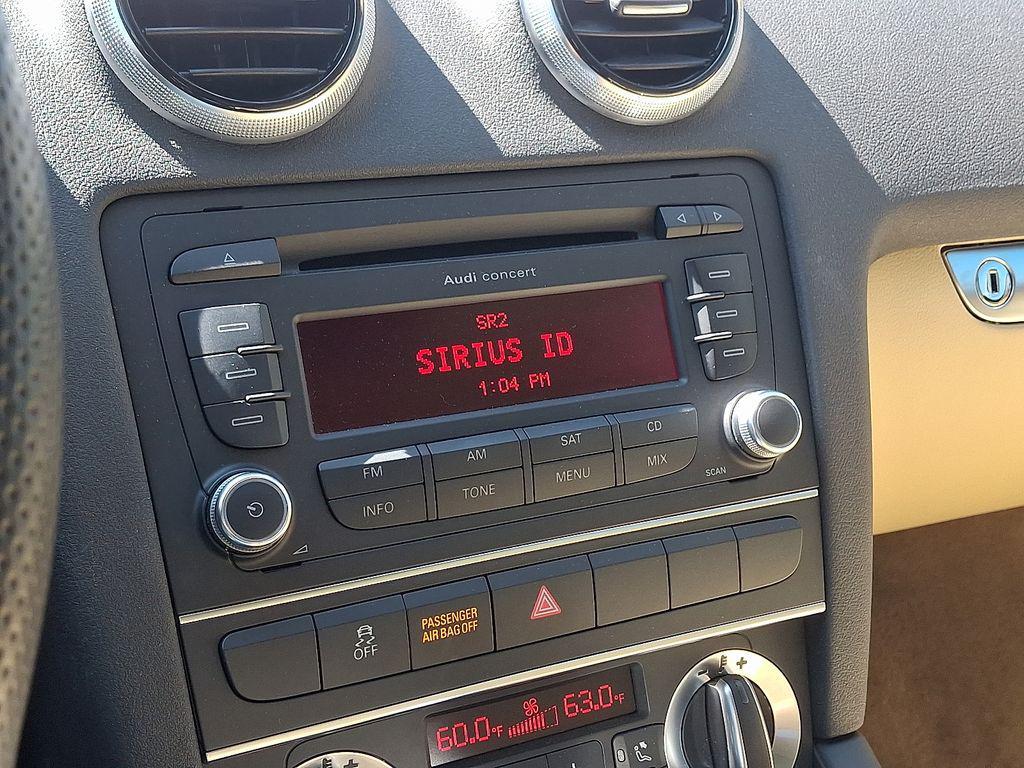 Audi concert
SR2
SIRIUS ID
1:04 PM
FM
AM
SAT
CD
INFO
TONE
MENU
MIX
SCAN
OFF
PASSENGER
AIR BAG OFF
60.0°F
63.0°F